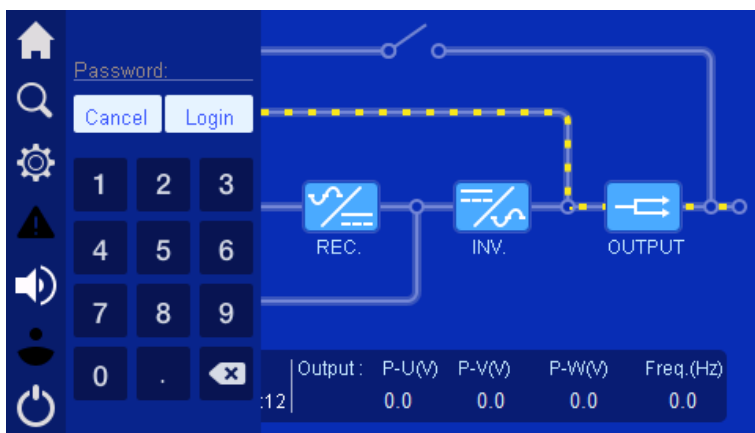 Password:
Cancel Login
1 2 3
4 5 6
7 8 9
0 .
REC. INV. OUTPUT
Output : P-U(V) P-V(V) P-W(V) Freq.(Hz)
:12 0.0 0.0 0.0 0.0